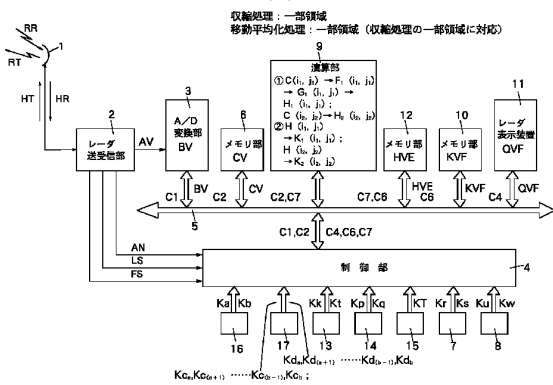 収縮処理：一部領域
移動平均化処理：一部領域（収縮処理の一部領域に対応）
RR
RT
1
HT
HR
2
レーダ
送受信部
AV
3
A／D
変換部
BV
6
メモリ部
CV
9
演算部
①C(i₁, j₁) →F₁ (i₁, j₁)
→ G₁ (i₁, j₁) →
H₁ (i₁, j₁) ;
C (i₂, j₂)→H₂ (i₂, j₂)
②H (i₁, j₁)
→K₁ (i₁, j₁) ;
H (i₂, j₂)
→K₂ (i₂, j₂)
12
メモリ部
HVE
10
メモリ部
KVF
11
レーダ
表示装置
QVF
C1
BV
C2
CV
C2,C7
C7,C6
HVE
C6
KVF
C4
QVF
5
C1,C2
C4,C6,C7
AN
LS
FS
制御部
4
Ka
Kb
Kk
Kt
Kp
Kq
KT
Kr
Ks
Ku
Kw
16
17
13
14
15
7
8
Kdₐ,Kd₍ₐ₊₁₎ ……Kd₍b₋₁₎,Kdb
Kcₐ,Kc₍ₐ₊₁₎ ……Kc₍b₋₁₎,Kcb ;